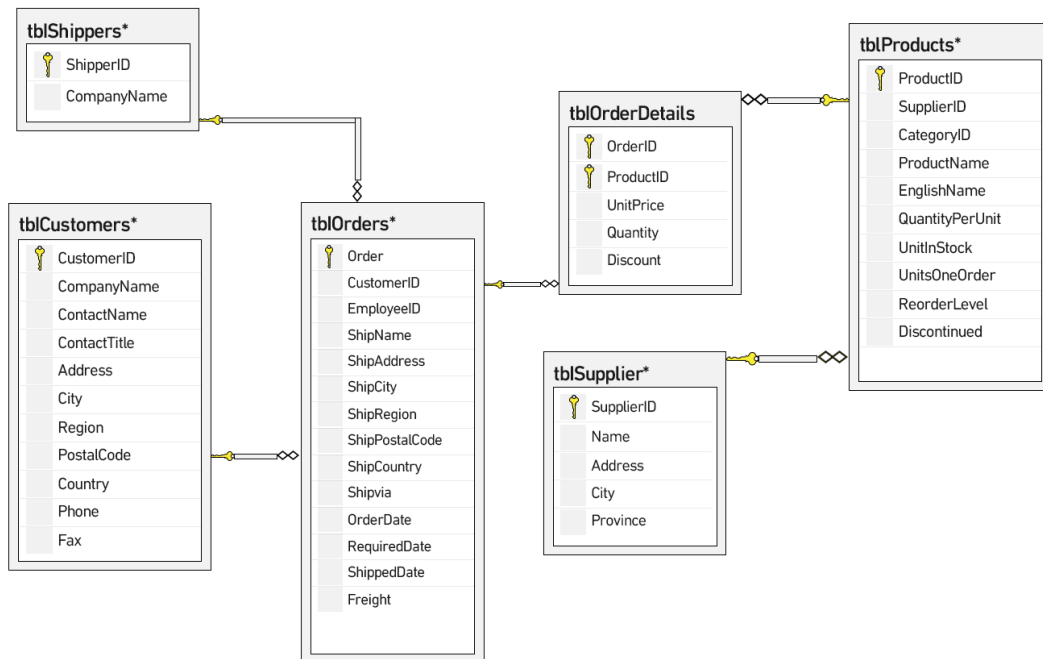 tblShippers*
ShipperID
CompanyName
tblCustomers*
CustomerID
CompanyName
ContactName
ContactTitle
Address
City
Region
PostalCode
Country
Phone
Fax
tblOrders*
Order
CustomerID
EmployeeID
ShipName
ShipAddress
ShipCity
ShipRegion
ShipPostalCode
ShipCountry
Shipvia
OrderDate
RequiredDate
ShippedDate
Freight
tblOrderDetails
OrderID
ProductID
UnitPrice
Quantity
Discount
tblSupplier*
SupplierID
Name
Address
City
Province
tblProducts*
ProductID
SupplierID
CategoryID
ProductName
EnglishName
QuantityPerUnit
UnitInStock
UnitsOneOrder
ReorderLevel
Discontinued